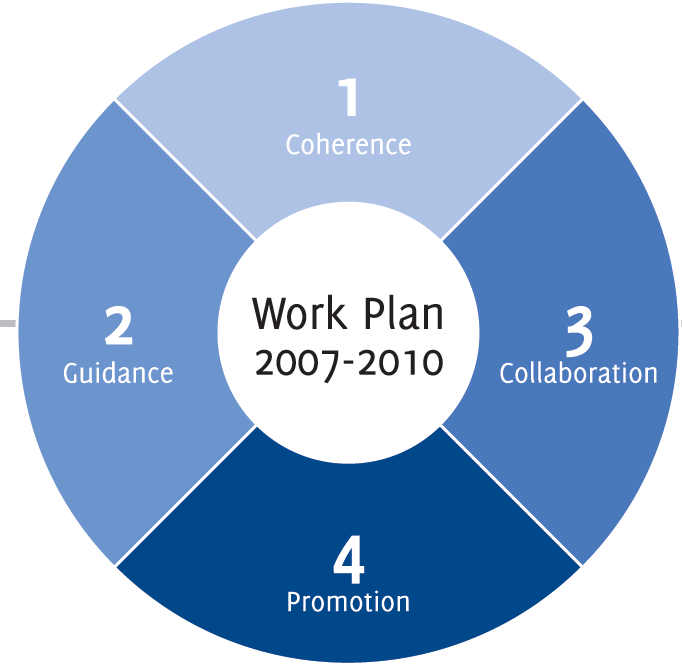 1
Coherence
2
Guidance
Work Plan
2007-2010
3
Collaboration
4
Promotion